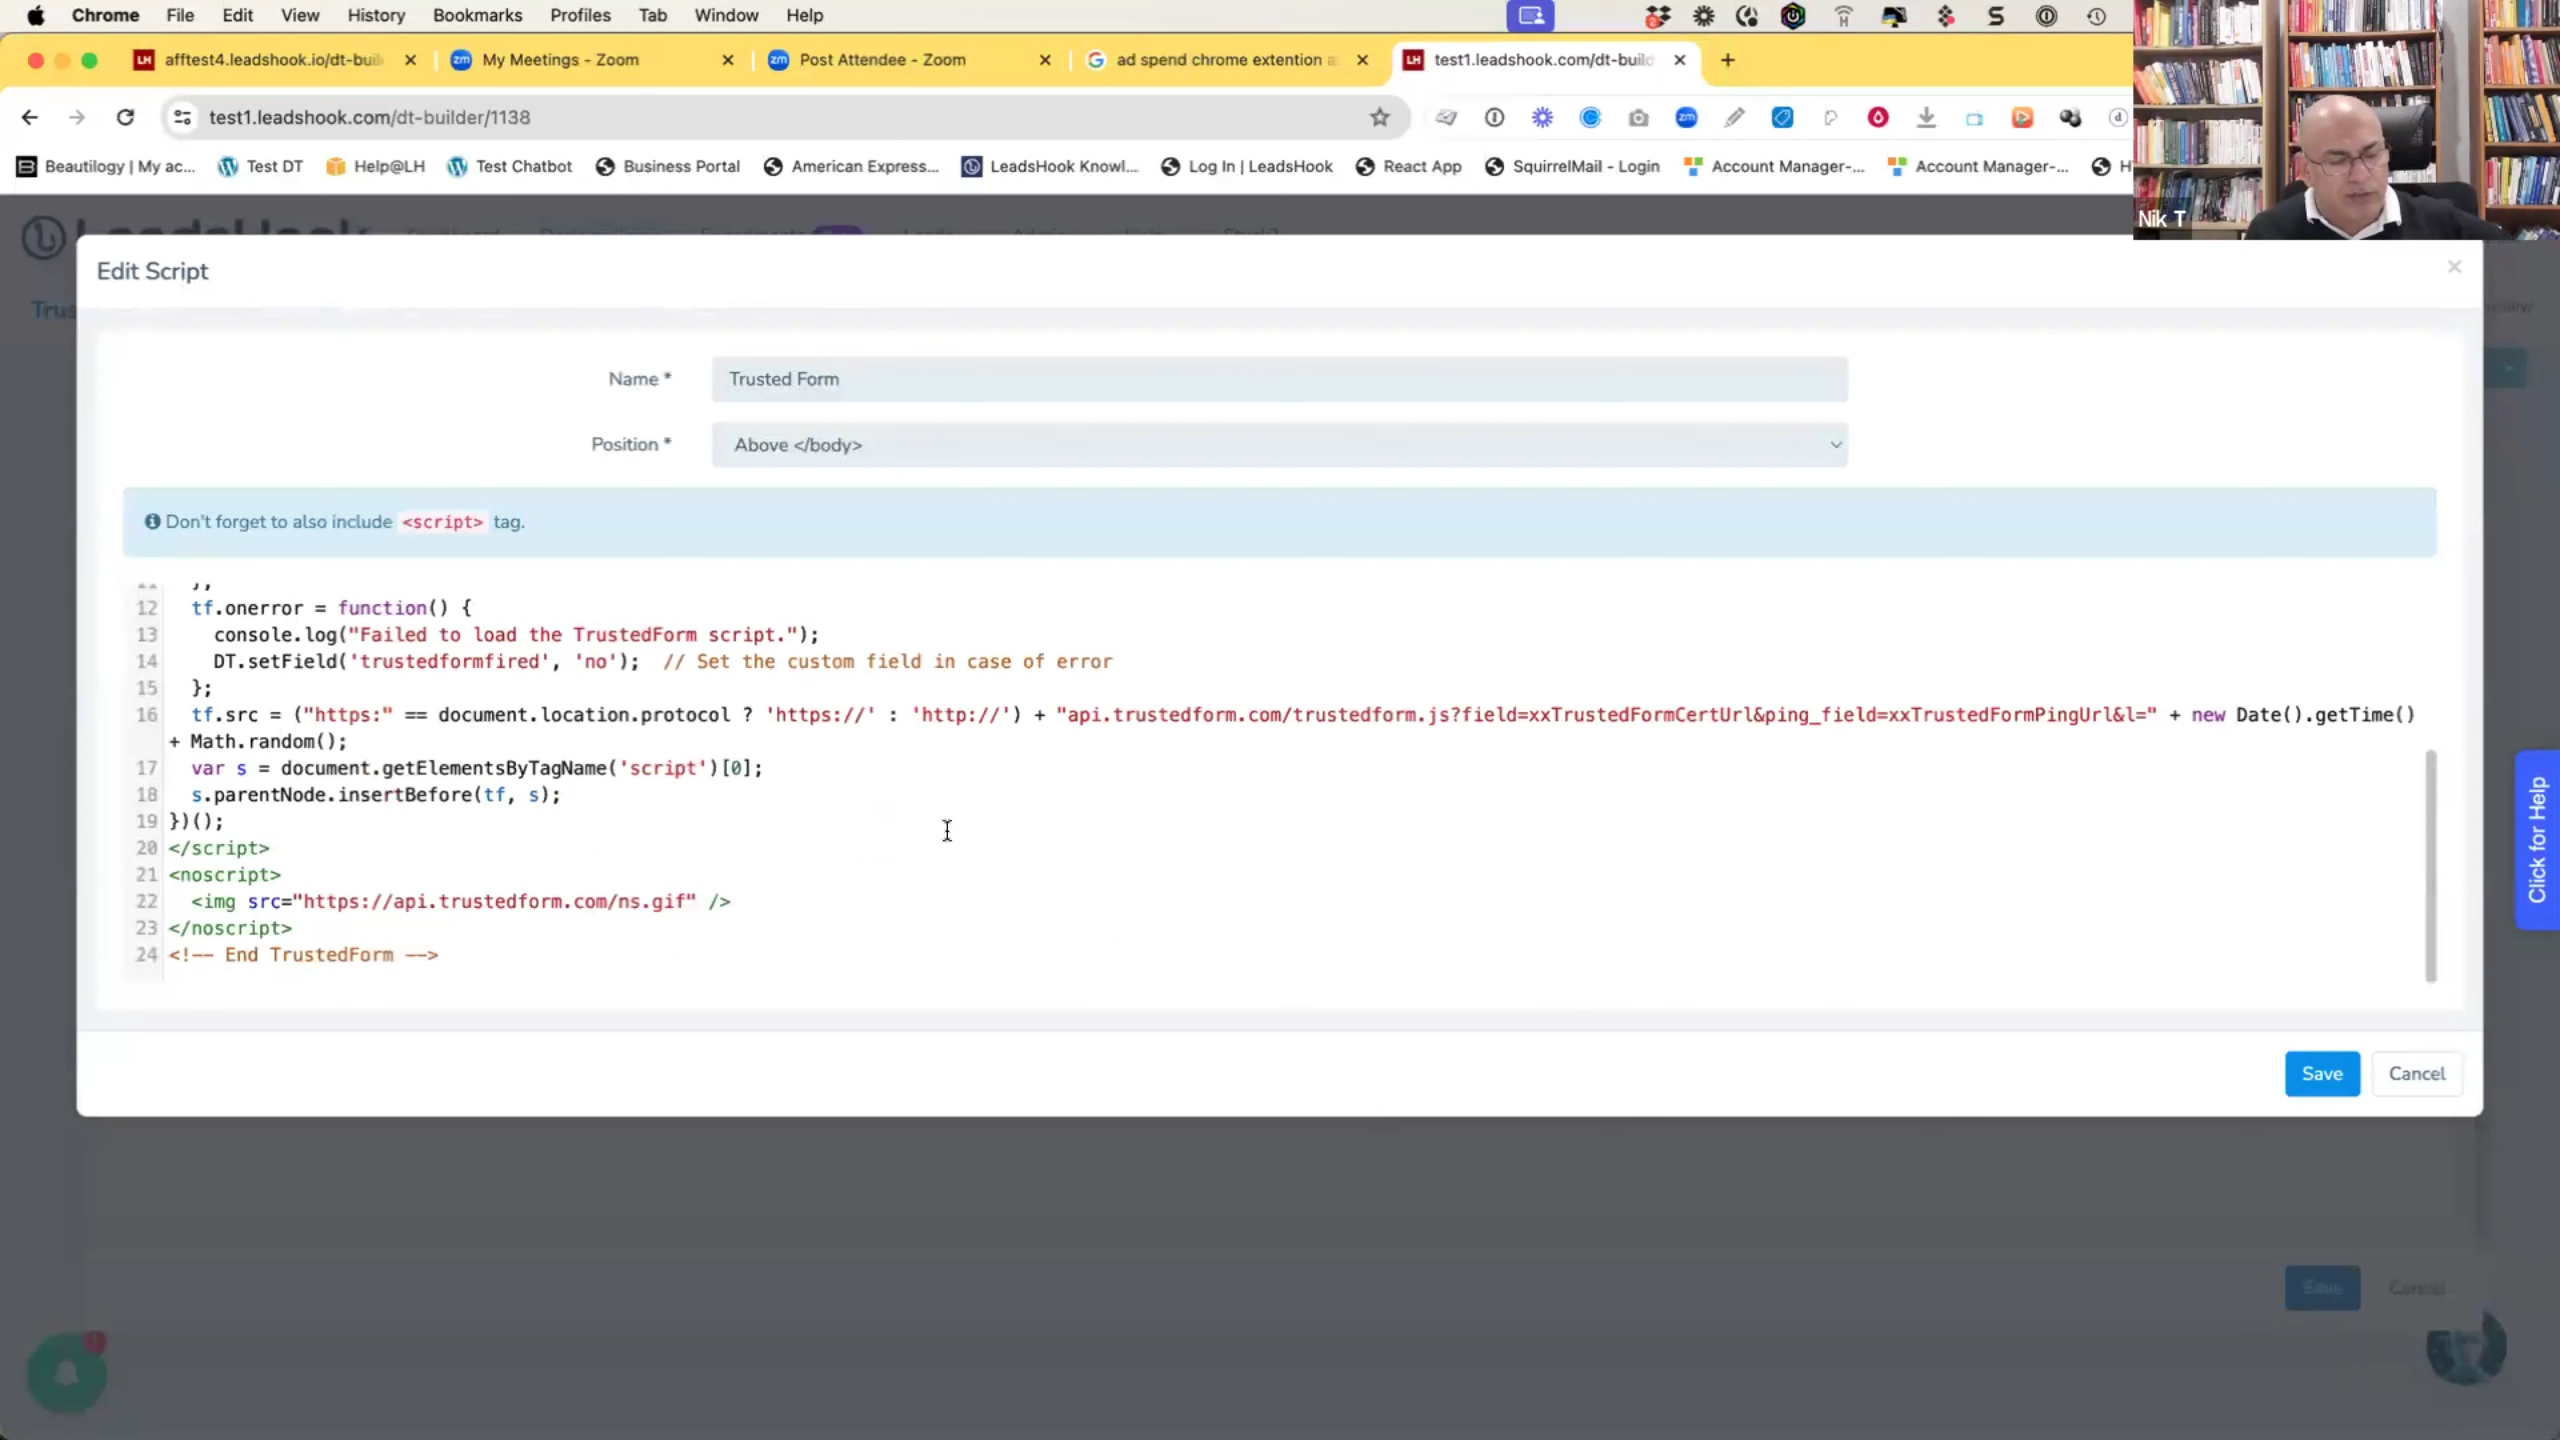 Chrome File Edit View History Bookmarks Profiles Tab Window Help
afftest4.leadshook.io/dt-buil
My Meetings - Zoom
Post Attendee - Zoom
ad spend chrome extention a
test1.leadshook.com/dt-build
test1.leadshook.com/dt-builder/1138
Beautilogy | My ac...
Test DT
Help@LH
Test Chatbot
Business Portal
American Express...
LeadsHook Knowl...
Log In | LeadsHook
React App
SquirrelMail - Login
Account Manager-...
Account Manager-...
H
Nik T
Edit Script
Trus
Name *
Trusted Form
Position *
Above </body>
Don't forget to also include <script> tag.
12 tf.onerror = function() {
13 console.log("Failed to load the TrustedForm script.");
14 DT.setField('trustedformfired', 'no'); // Set the custom field in case of error
15 };
16 tf.src = ("https:" == document.location.protocol ? 'https://' : 'http://') + "api.trustedform.com/trustedform.js?field=xxTrustedFormCertUrl&ping_field=xxTrustedFormPingUrl&l=" + new Date().getTime()
+ Math.random();
17 var s = document.getElementsByTagName('script')[0];
18 s.parentNode.insertBefore(tf, s);
19 })();
20 </script>
21 <noscript>
22 <img src="https://api.trustedform.com/ns.gif" />
23 </noscript>
24 <!-- End TrustedForm -->
Save
Cancel
Click for Help
Save
Cancel